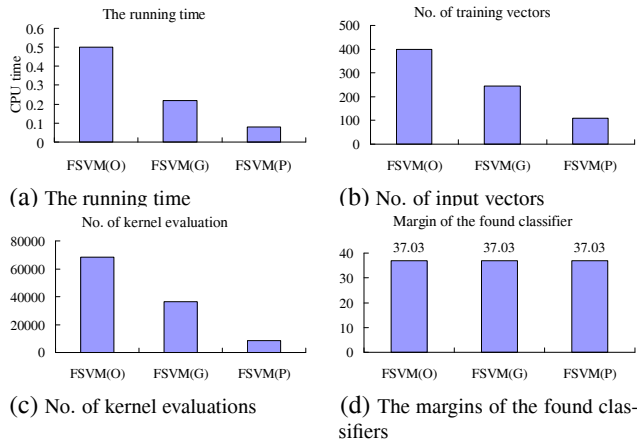 The running time
CPU time
0.6
0.5
0.4
0.3
0.2
0.1
0
FSVM(O) FSVM(G) FSVM(P)
(a) The running time
No. of training vectors
500
400
300
200
100
0
FSVM(O) FSVM(G) FSVM(P)
(b) No. of input vectors
No. of kernel evaluation
80000
60000
40000
20000
0
FSVM(O) FSVM(G) FSVM(P)
(c) No. of kernel evaluations
Margin of the found classifier
37.03 37.03 37.03
40
30
20
10
0
FSVM(O) FSVM(G) FSVM(P)
(d) The margins of the found clas-
sifiers